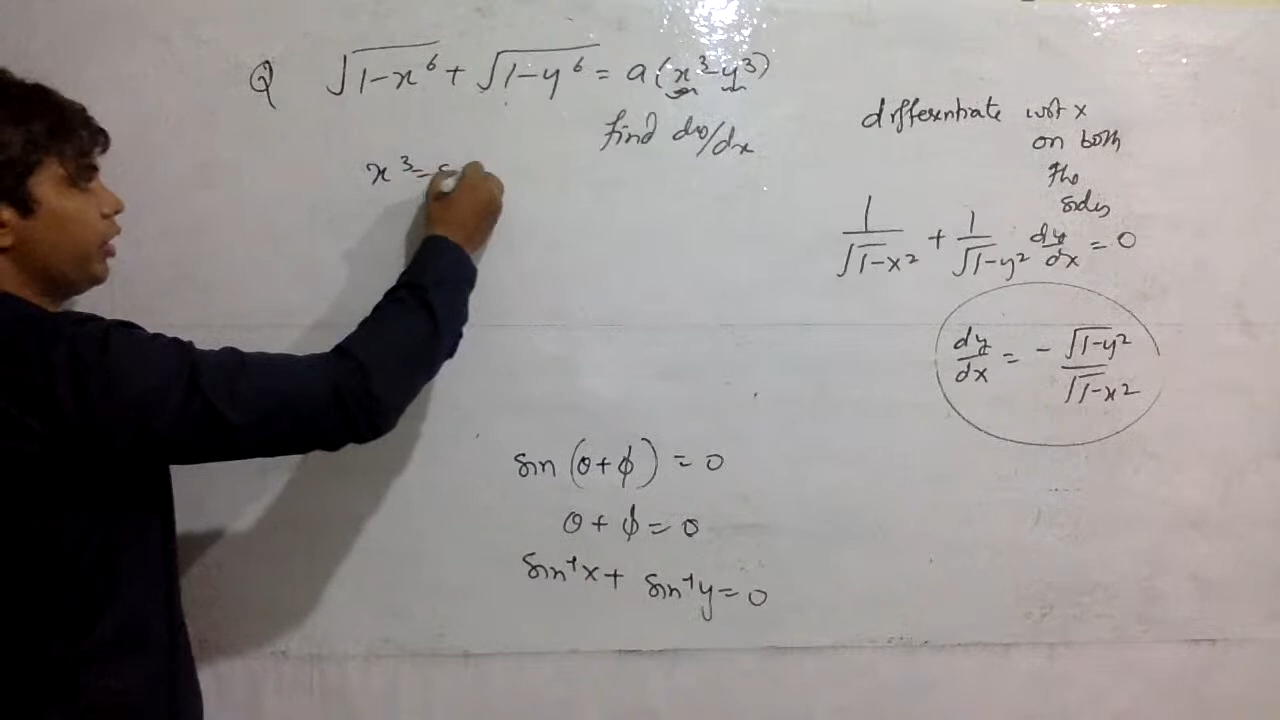 Q √1-x⁶ + √1-y⁶ = a(x³-y³)
find dy/dx
x³=s
differentiate wrt x
on both
the
sides
1/√1-x² + 1/√1-y² dy/dx = 0
dy/dx = - √1-y²/√1-x²
sin (θ+ϕ) = 0
θ + ϕ = 0
sin⁻¹x + sin⁻¹y = 0